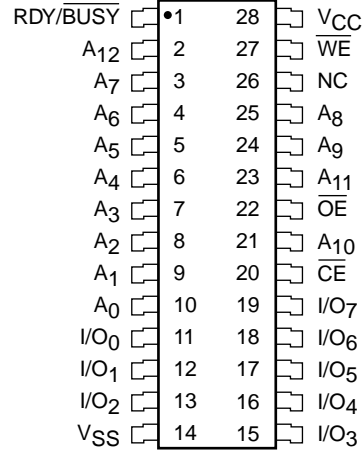 RDY/BUSY 1 28 VCC
A12 2 27 WE
A7 3 26 NC
A6 4 25 A8
A5 5 24 A9
A4 6 23 A11
A3 7 22 OE
A2 8 21 A10
A1 9 20 CE
A0 10 19 I/O7
I/O0 11 18 I/O6
I/O1 12 17 I/O5
I/O2 13 16 I/O4
VSS 14 15 I/O3